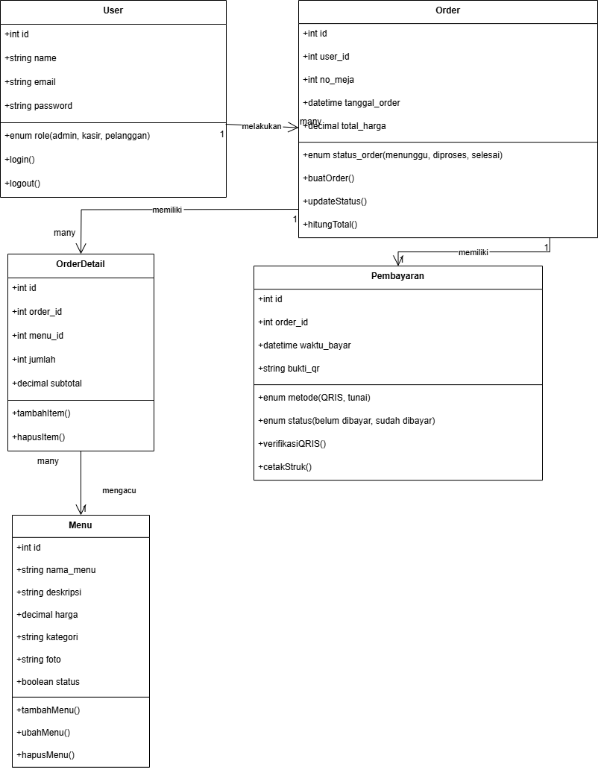 User
+int id
+string name
+string email
+string password
+enum role(admin, kasir, pelanggan)
+login()
+logout()
1
melakukan
many
Order
+int id
+int user_id
+int no_meja
+datetime tanggal_order
+decimal total_harga
+enum status_order(menunggu, diproses, selesai)
+buatOrder()
+updateStatus()
+hitungTotal()
1
memiliki
many
1
memiliki
1
OrderDetail
+int id
+int order_id
+int menu_id
+int jumlah
+decimal subtotal
+tambahItem()
+hapusItem()
many
mengacu
1
Pembayaran
+int id
+int order_id
+datetime waktu_bayar
+string bukti_qr
+enum metode(QRIS, tunai)
+enum status(belum dibayar, sudah dibayar)
+verifikasiQRIS()
+cetakStruk()
Menu
+int id
+string nama_menu
+string deskripsi
+decimal harga
+string kategori
+string foto
+boolean status
+tambahMenu()
+ubahMenu()
+hapusMenu()